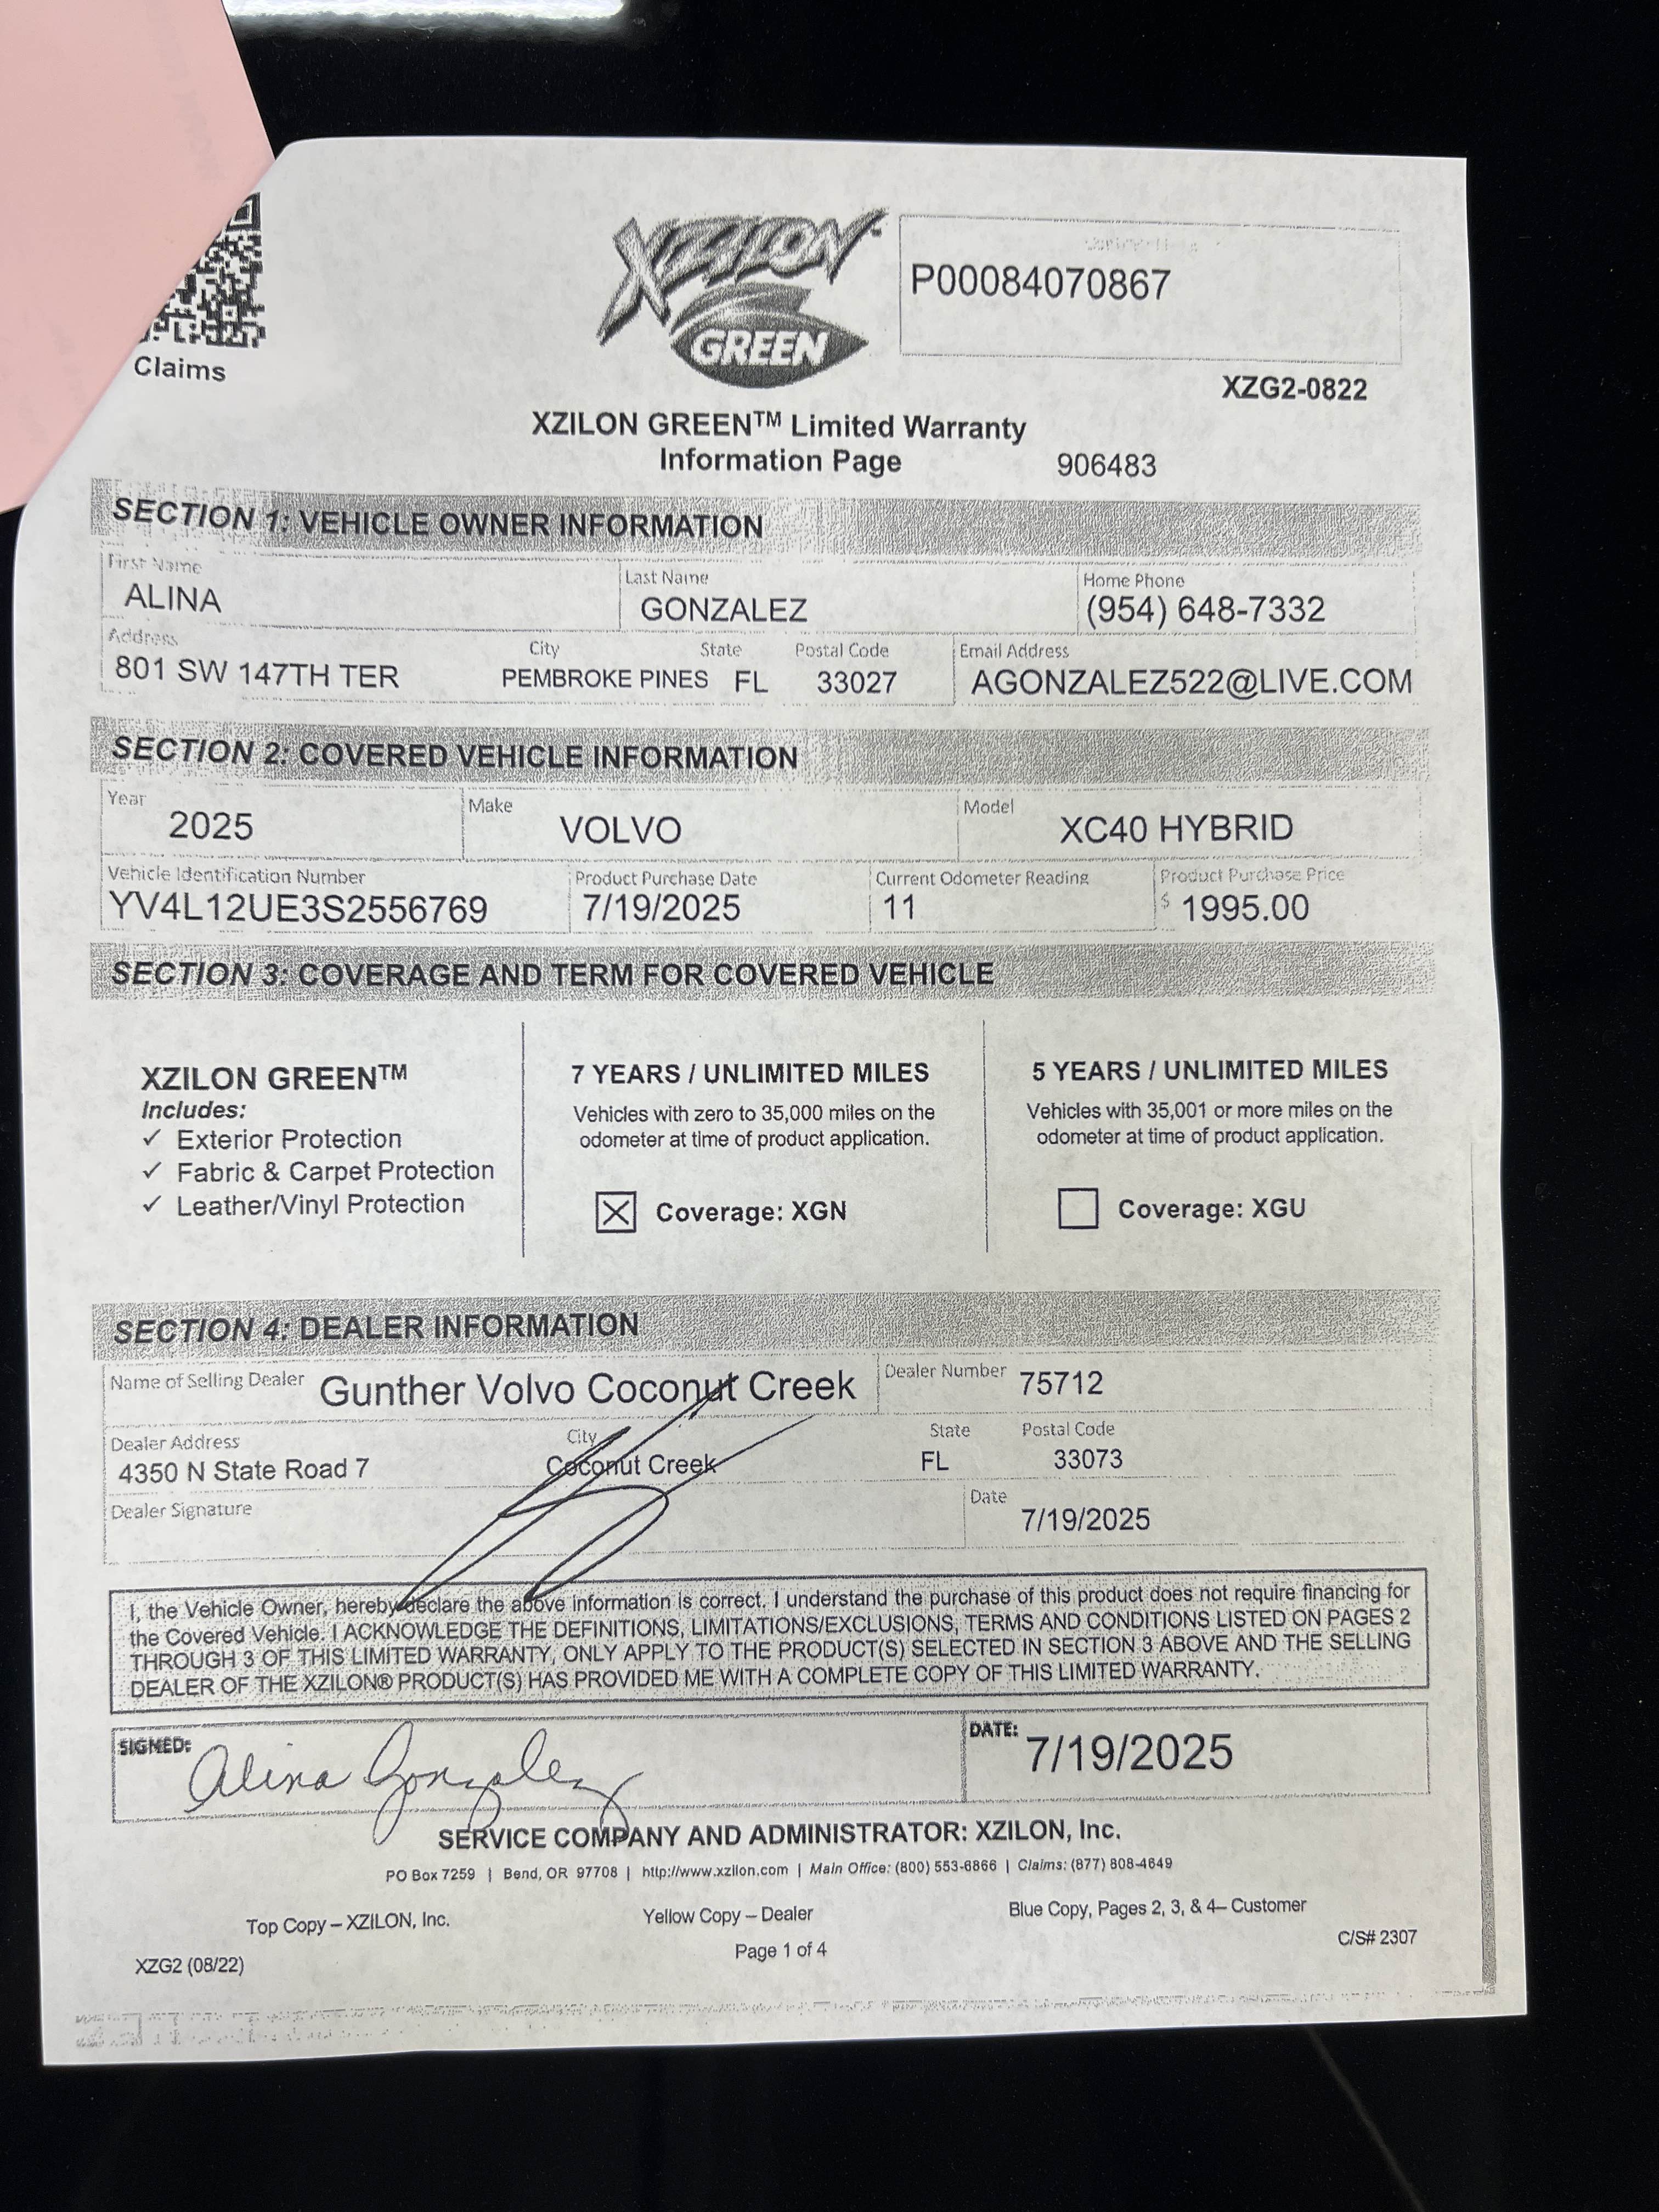 Claims
XZILON
GREEN
P00084070867
XZG2-0822
XZILON GREEN™ Limited Warranty
Information Page 906483
SECTION 1: VEHICLE OWNER INFORMATION
First Name Last Name Home Phone
ALINA GONZALEZ (954) 648-7332
Address City State Postal Code Email Address
801 SW 147TH TER PEMBROKE PINES FL 33027 AGONZALEZ522@LIVE.COM
SECTION 2: COVERED VEHICLE INFORMATION
Year Make Model
2025 VOLVO XC40 HYBRID
Vehicle Identification Number Product Purchase Date Current Odometer Reading Product Purchase Price
YV4L12UE3S2556769 7/19/2025 11 $ 1995.00
SECTION 3: COVERAGE AND TERM FOR COVERED VEHICLE
XZILON GREEN™
Includes:
✓ Exterior Protection
✓ Fabric & Carpet Protection
✓ Leather/Vinyl Protection
7 YEARS / UNLIMITED MILES
Vehicles with zero to 35,000 miles on the
odometer at time of product application.
☒ Coverage: XGN
5 YEARS / UNLIMITED MILES
Vehicles with 35,001 or more miles on the
odometer at time of product application.
☐ Coverage: XGU
SECTION 4: DEALER INFORMATION
Name of Selling Dealer Gunther Volvo Coconut Creek Dealer Number 75712
Dealer Address City State Postal Code
4350 N State Road 7 Coconut Creek FL 33073
Dealer Signature Date
7/19/2025
I, the Vehicle Owner, hereby declare the above information is correct. I understand the purchase of this product does not require financing for
the Covered Vehicle. I ACKNOWLEDGE THE DEFINITIONS, LIMITATIONS/EXCLUSIONS, TERMS AND CONDITIONS LISTED ON PAGES 2
THROUGH 3 OF THIS LIMITED WARRANTY, ONLY APPLY TO THE PRODUCT(S) SELECTED IN SECTION 3 ABOVE AND THE SELLING
DEALER OF THE XZILON® PRODUCT(S) HAS PROVIDED ME WITH A COMPLETE COPY OF THIS LIMITED WARRANTY.
SIGNED: Alina Gonzalez DATE: 7/19/2025
SERVICE COMPANY AND ADMINISTRATOR: XZILON, Inc.
PO Box 7259 | Bend, OR 97708 | http://www.xzilon.com | Main Office: (800) 553-6866 | Claims: (877) 808-4649
Top Copy – XZILON, Inc. Yellow Copy – Dealer Blue Copy, Pages 2, 3, & 4– Customer
Page 1 of 4 C/S# 2307
XZG2 (08/22)